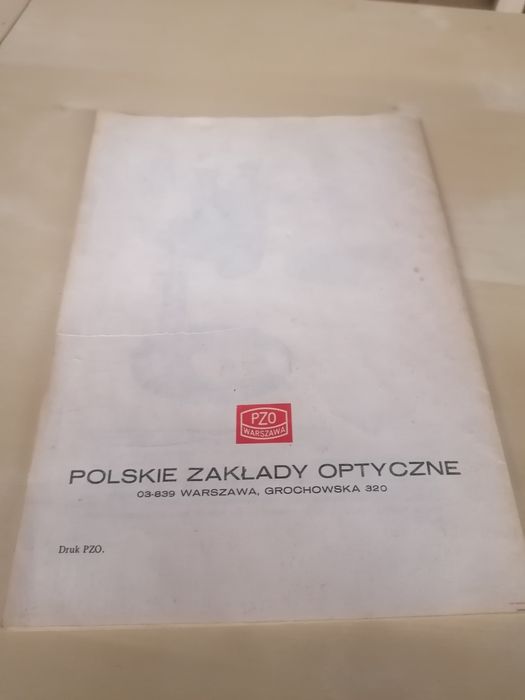 PZO
WARSZAWA
POLSKIE ZAKŁADY OPTYCZNE
03-839 WARSZAWA, GROCHOWSKA 320
Druk PZO.